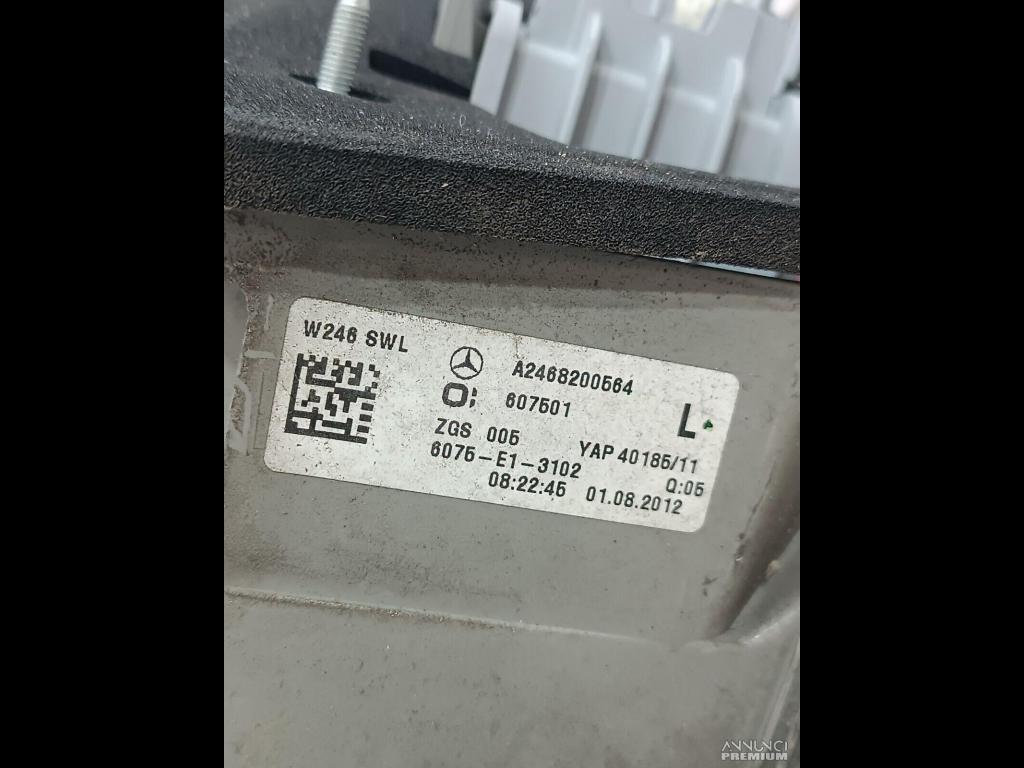 W246 SWL
A2468200564
O; 607501
L
ZGS 005 YAP 40185/11
6075-E1-3102 Q:05
08:22:45 01.08.2012
ANNUNCI
PREMIUM